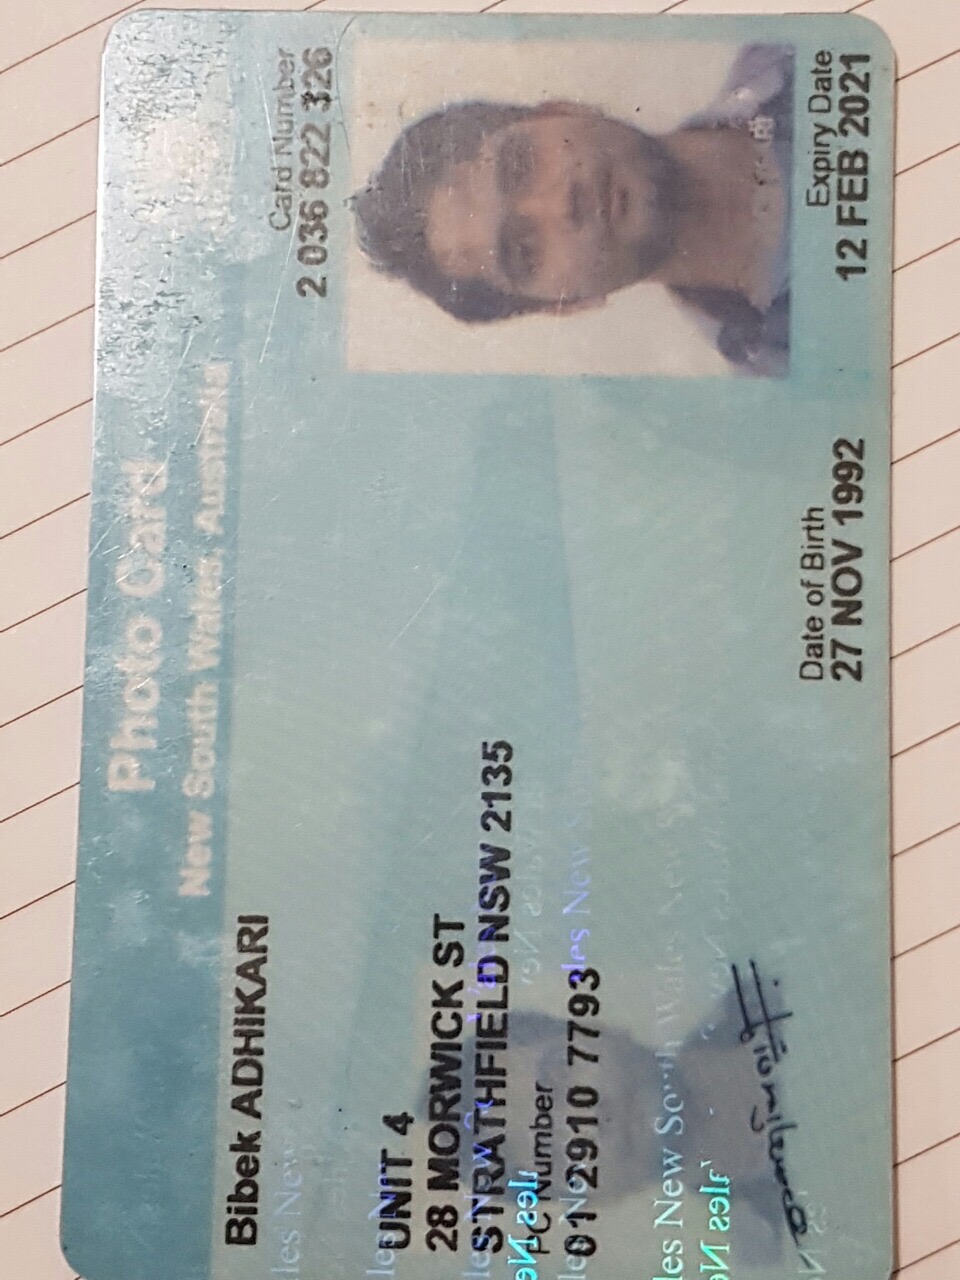 Photo Card
New South Wales, Australia
Card Number
2 036 822 326
Bibek ADHIKARI
UNIT 4
28 MORWICK ST
STRATHFIELD NSW 2135
PC Number
01 2910 7793
Date of Birth
27 NOV 1992
Expiry Date
12 FEB 2021